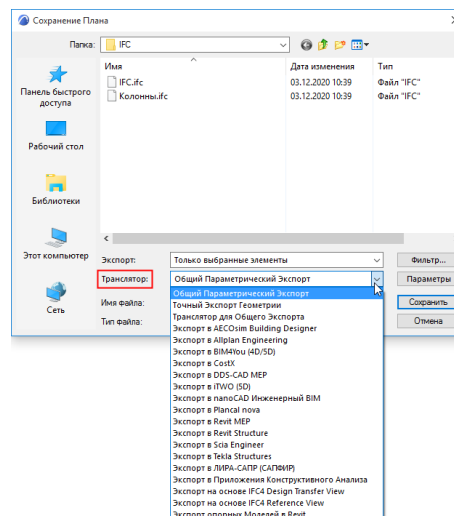 Сохранение Плана
Папка: IFC
Имя Дата изменения Тип
IFC.ifc 03.12.2020 10:39 Файл "IFC"
Колонны.ifc 03.12.2020 10:39 Файл "IFC"
Панель быстрого
доступа
Рабочий стол
Библиотеки
Этот компьютер
Сеть
Экспорт: Только выбранные элементы Фильтр...
Транслятор: Общий Параметрический Экспорт Параметры
Имя файла: Сохранить
Тип файла: Отмена
Общий Параметрический Экспорт
Точный Экспорт Геометрии
Транслятор для Общего Экспорта
Экспорт в AECOsim Building Designer
Экспорт в Allplan Engineering
Экспорт в BIM4You (4D/5D)
Экспорт в CostX
Экспорт в DDS-CAD MEP
Экспорт в iTWO (5D)
Экспорт в nanoCAD Инженерный BIM
Экспорт в Plancal nova
Экспорт в Revit MEP
Экспорт в Revit Structure
Экспорт в Scia Engineer
Экспорт в Tekla Structures
Экспорт в ЛИРА-САПР (САПФИР)
Экспорт в Приложения Конструктивного Анализа
Экспорт на основе IFC4 Design Transfer View
Экспорт на основе IFC4 Reference View
Экспорт опорных Моделей в Revit